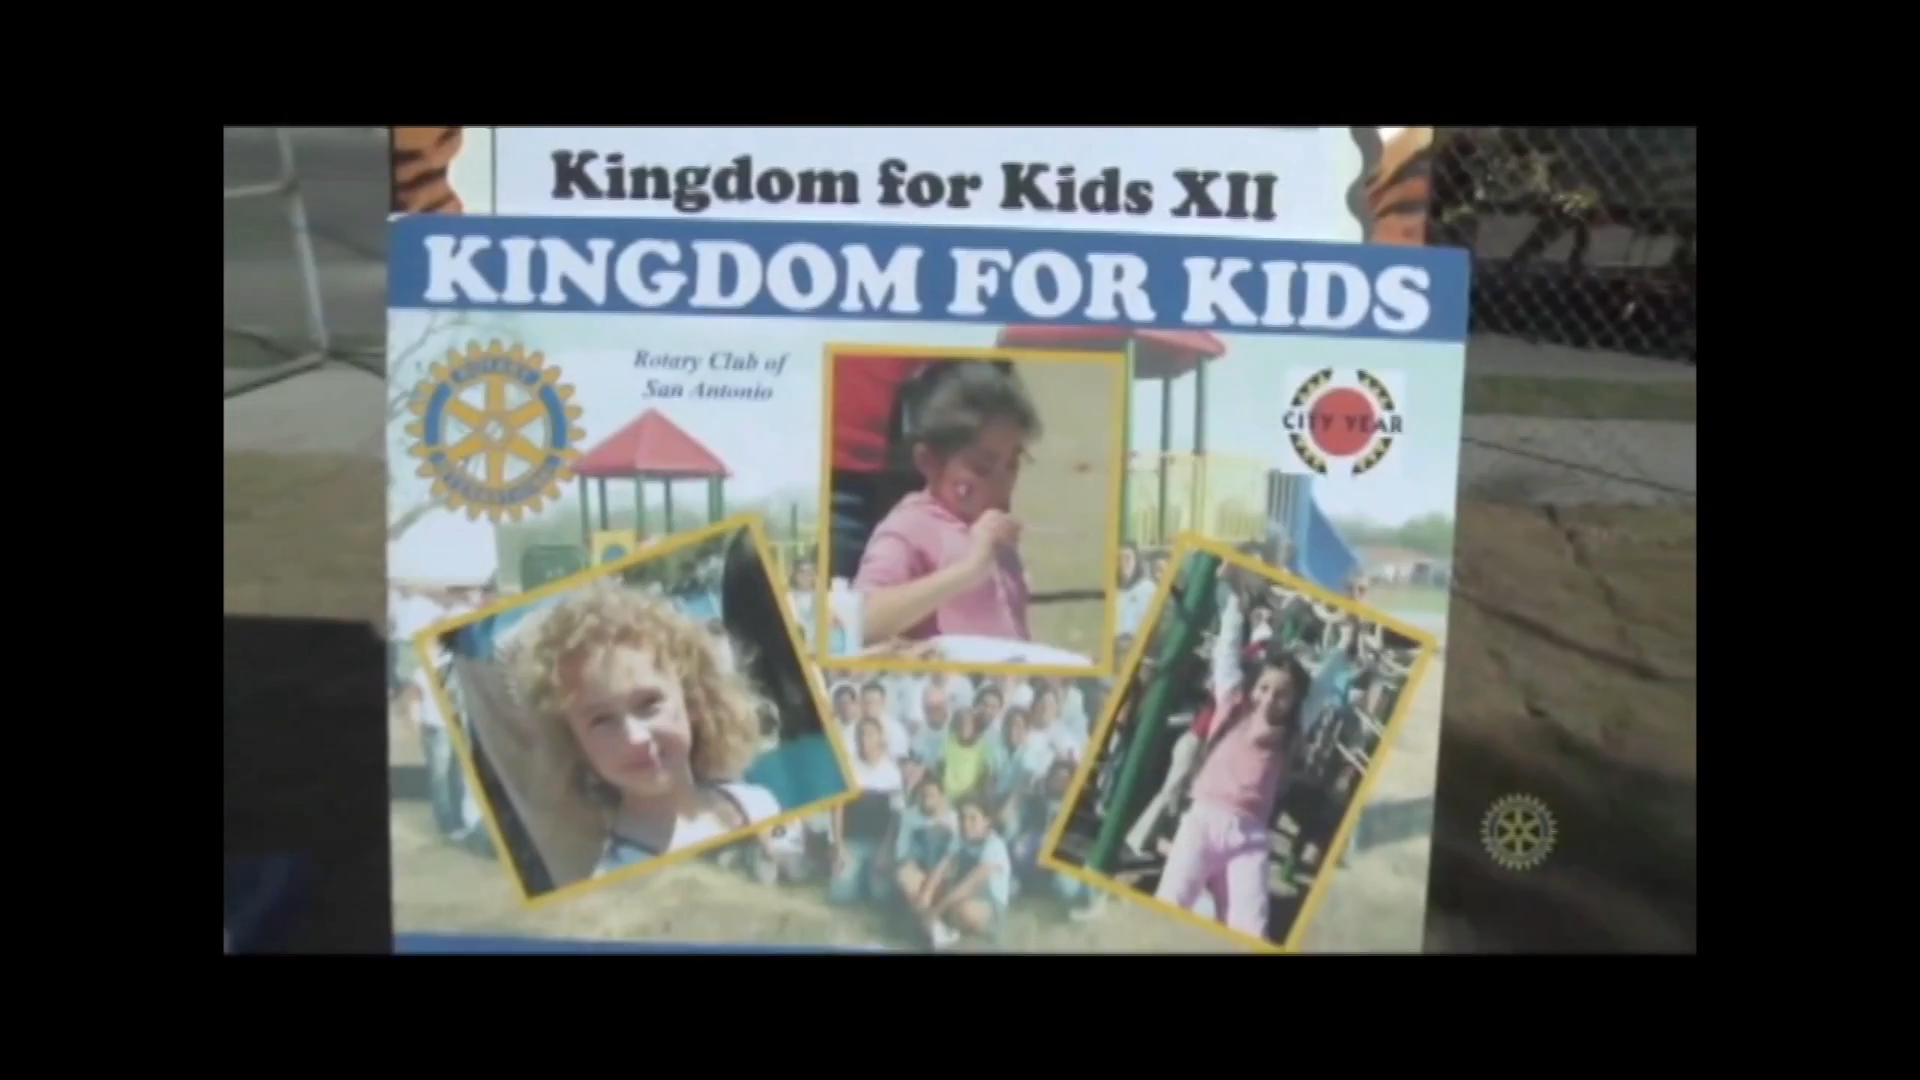 Kingdom for Kids XII
KINGDOM FOR KIDS
Rotary Club of
San Antonio
CITY YEAR